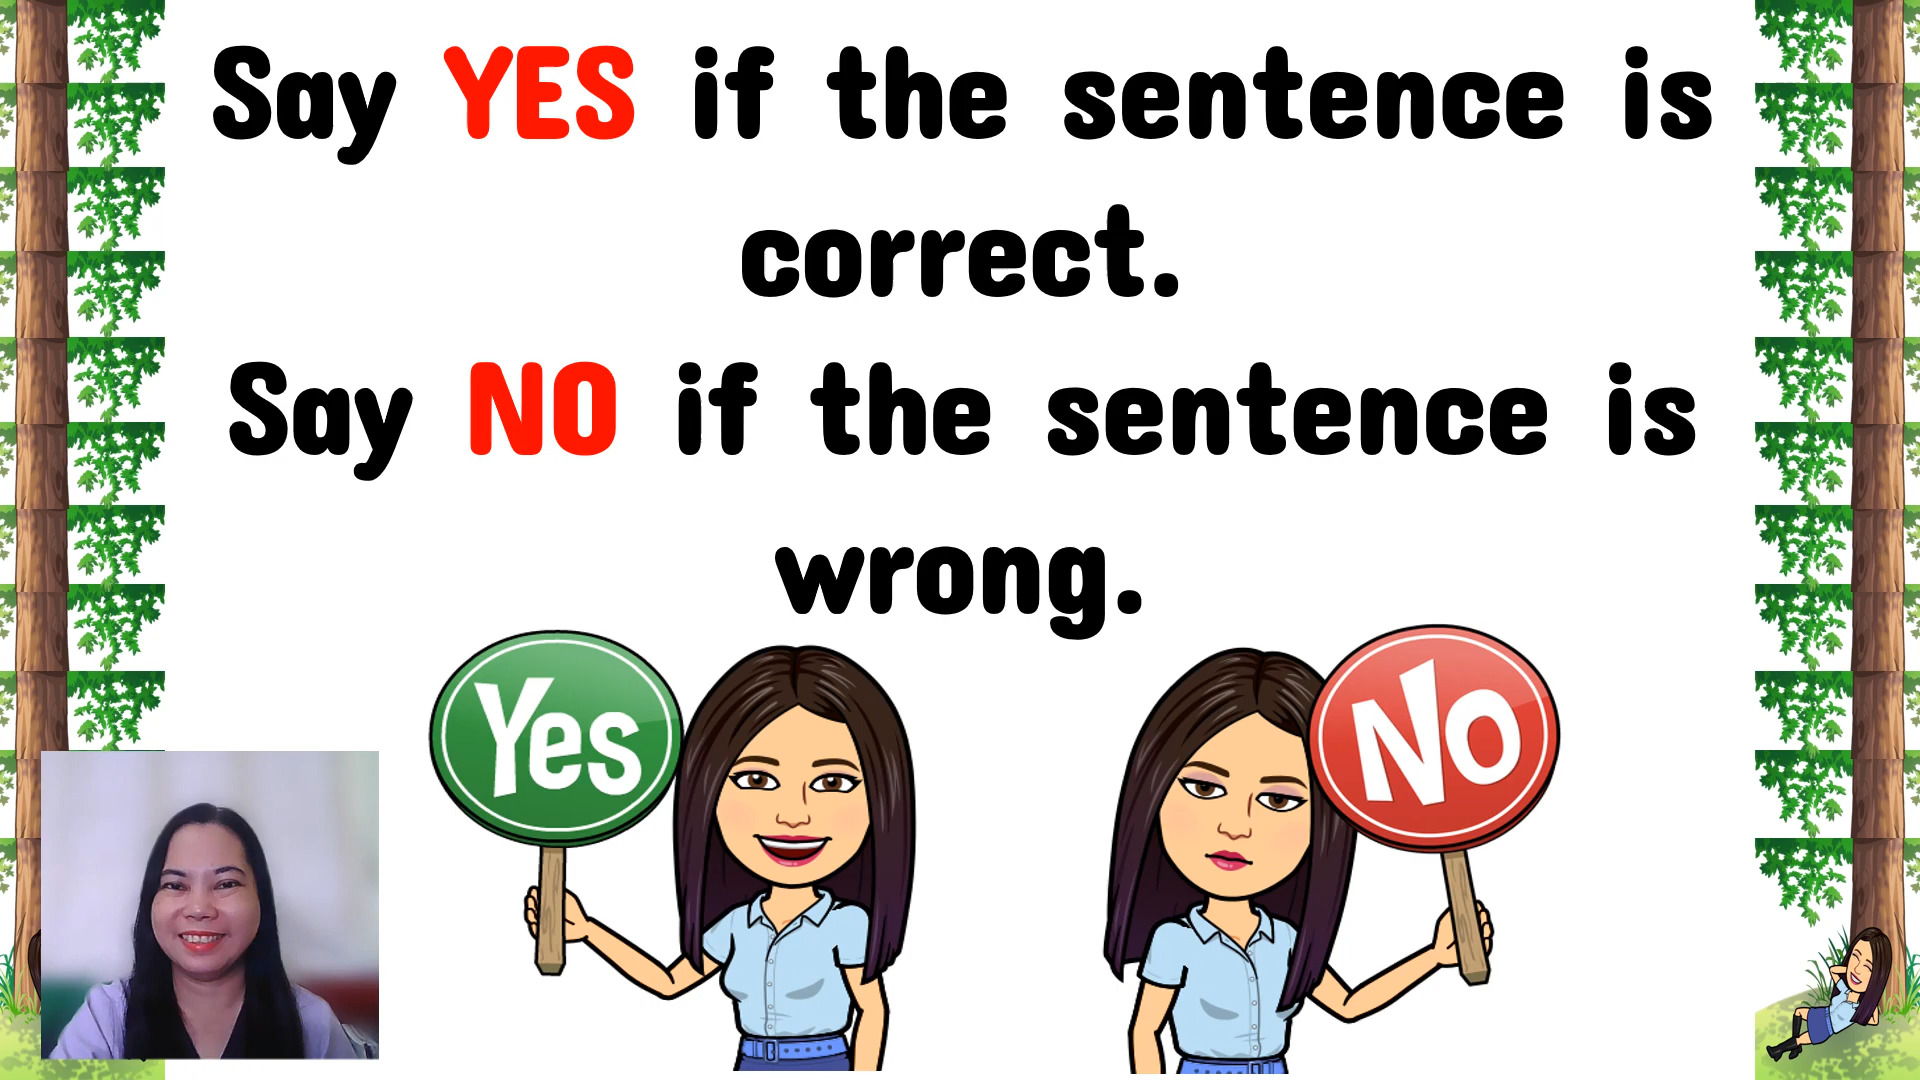 Say YES if the sentence is
correct.
Say NO if the sentence is
wrong.
Yes
No